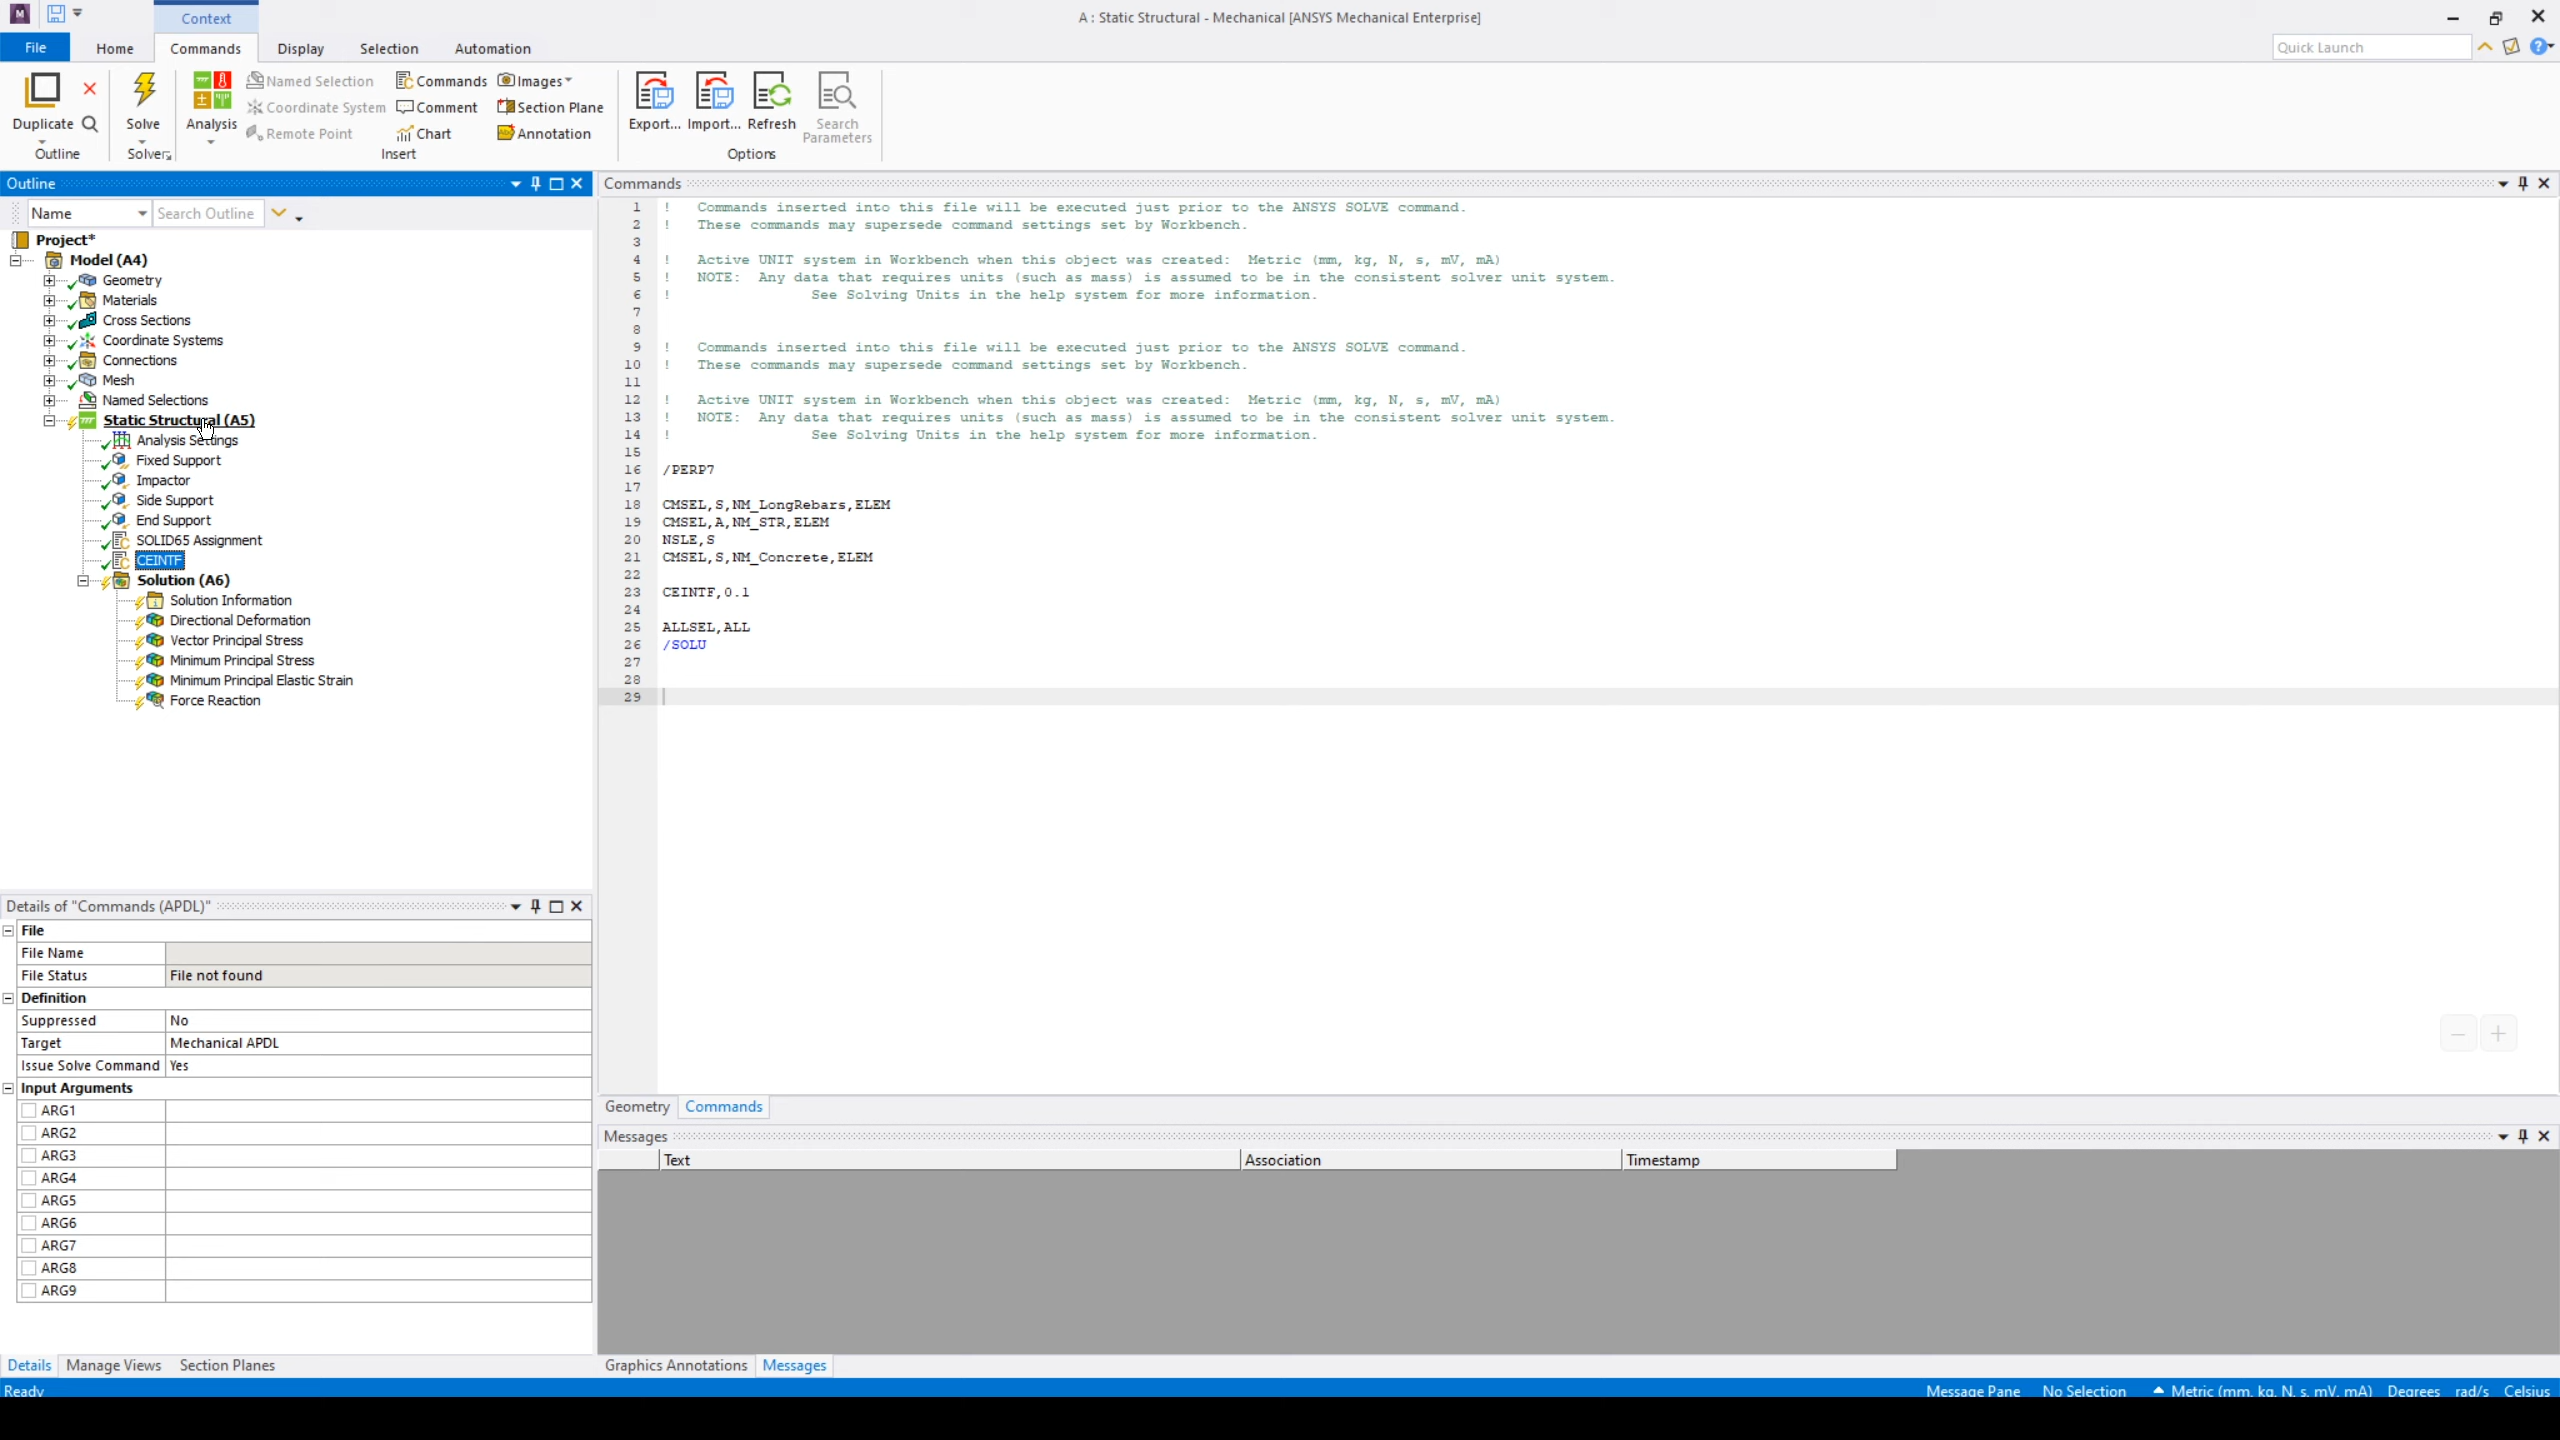 Context
A : Static Structural - Mechanical [ANSYS Mechanical Enterprise]
File
Home
Commands
Display
Selection
Automation
Quick Launch
Duplicate
Outline
Solve
Solver
Analysis
Named Selection
Coordinate System
Remote Point
Commands
Comment
Chart
Images
Section Plane
Annotation
Insert
Export...
Import...
Refresh
Search Parameters
Options
Outline
Name
Search Outline
Project*
Model (A4)
Geometry
Materials
Cross Sections
Coordinate Systems
Connections
Mesh
Named Selections
Static Structural (A5)
Analysis Settings
Fixed Support
Impactor
Side Support
End Support
SOLID65 Assignment
CEINTF
Solution (A6)
Solution Information
Directional Deformation
Vector Principal Stress
Minimum Principal Stress
Minimum Principal Elastic Strain
Force Reaction
Details of "Commands (APDL)"
File
File Name
File Status File not found
Definition
Suppressed No
Target Mechanical APDL
Issue Solve Command Yes
Input Arguments
ARG1
ARG2
ARG3
ARG4
ARG5
ARG6
ARG7
ARG8
ARG9
Details Manage Views Section Planes
Commands
1 ! Commands inserted into this file will be executed just prior to the ANSYS SOLVE command.
2 ! These commands may supersede command settings set by Workbench.
3
4 ! Active UNIT system in Workbench when this object was created: Metric (mm, kg, N, s, mV, mA)
5 ! NOTE: Any data that requires units (such as mass) is assumed to be in the consistent solver unit system.
6 ! See Solving Units in the help system for more information.
7
8
9 ! Commands inserted into this file will be executed just prior to the ANSYS SOLVE command.
10 ! These commands may supersede command settings set by Workbench.
11
12 ! Active UNIT system in Workbench when this object was created: Metric (mm, kg, N, s, mV, mA)
13 ! NOTE: Any data that requires units (such as mass) is assumed to be in the consistent solver unit system.
14 ! See Solving Units in the help system for more information.
15
16 /PERP7
17
18 CMSEL,S,NM_LongRebars,ELEM
19 CMSEL,A,NM_STR,ELEM
20 NSLE,S
21 CMSEL,S,NM_Concrete,ELEM
22
23 CEINTF,0.1
24
25 ALLSEL,ALL
26 /SOLU
27
28
29
Geometry Commands
Messages
Text Association Timestamp
Graphics Annotations Messages
Ready
Message Pane No Selection Metric (mm, kg, N, s, mV, mA) Degrees rad/s Celsius